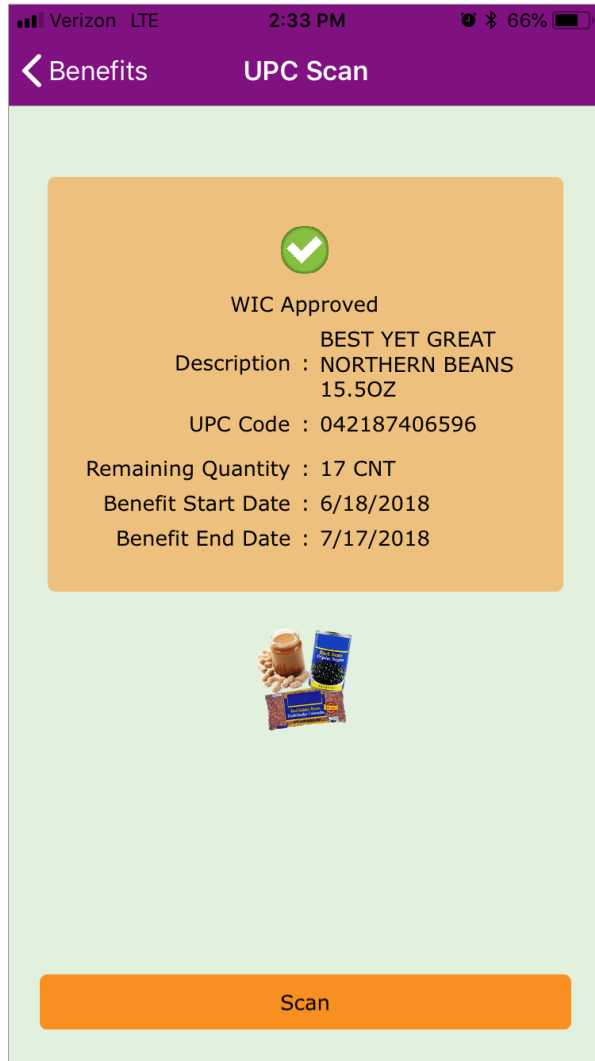 Verizon LTE 2:33 PM 66%
Benefits UPC Scan
WIC Approved
Description : BEST YET GREAT
NORTHERN BEANS
15.5OZ
UPC Code : 042187406596
Remaining Quantity : 17 CNT
Benefit Start Date : 6/18/2018
Benefit End Date : 7/17/2018
Scan